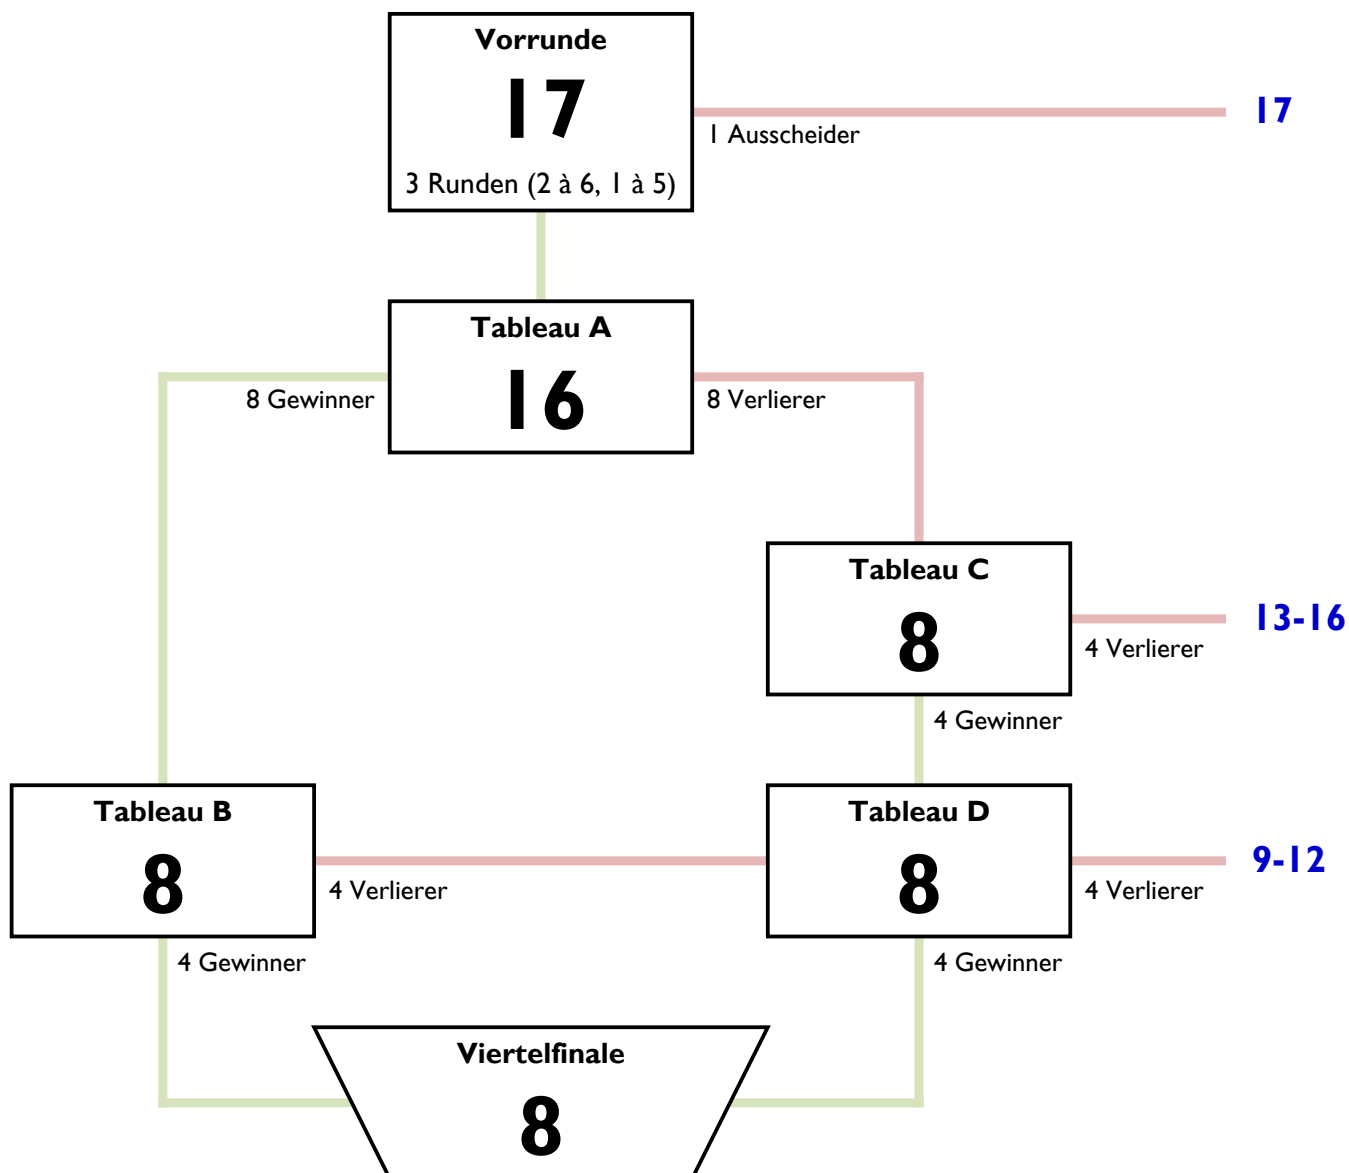 Vorrunde
17
3 Runden (2 à 6, 1 à 5)
1 Ausscheider
17
Tableau A
16
8 Gewinner
8 Verlierer
Tableau C
8
4 Verlierer
13-16
4 Gewinner
Tableau B
8
4 Verlierer
Tableau D
8
4 Verlierer
9-12
4 Gewinner
4 Gewinner
Viertelfinale
8